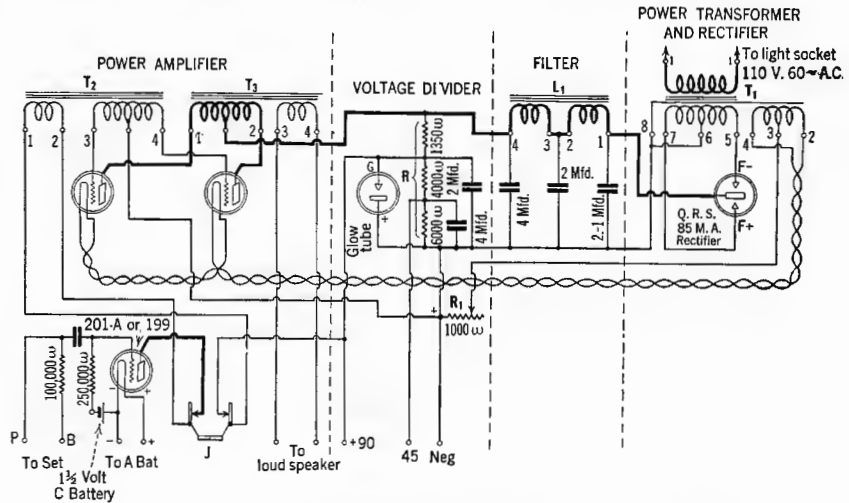 POWER TRANSFORMER
AND RECTIFIER
To light socket
110 V. 60~A.C.
POWER AMPLIFIER
VOLTAGE DIVIDER
FILTER
T2
T3
L1
T1
1
1
1
2
3
4
1
2
3
4
4
3
2
1
8
7
6
5
4
3
2
1350ω
4000ω
6000ω
R
2 Mfd.
4 Mfd.
G
+
Glow
tube
4 Mfd.
2 Mfd.
2.-1 Mfd.
F-
F+
Q.R.S.
85 M.A.
Rectifier
R1
+
1000 ω
201-A or 199
100,000ω
250,000ω
-
+
P
B
-
+
J
+90
45
Neg
To Set
To A Bat
To
loud speaker
1½ Volt
C Battery